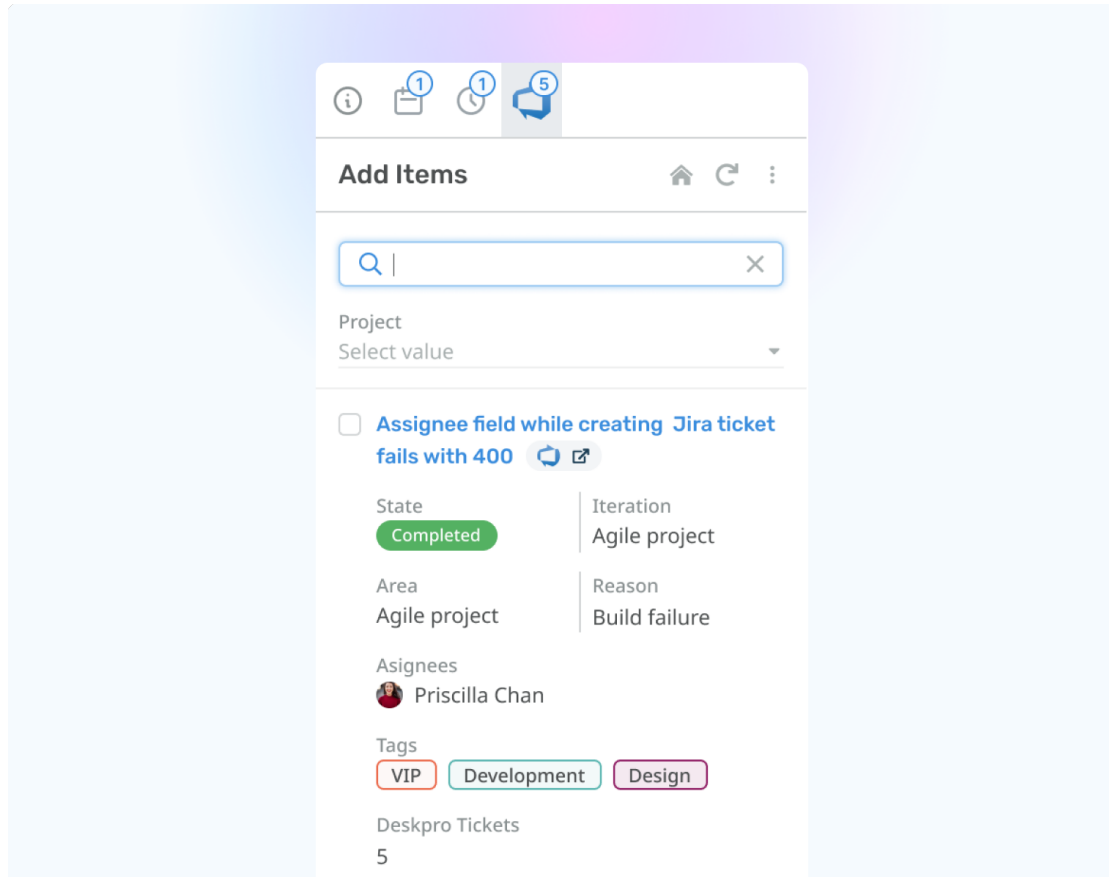 1 1 5
Add Items
Project
Select value
Assignee field while creating Jira ticket
fails with 400
State Iteration
Completed Agile project
Area Reason
Agile project Build failure
Asignees
Priscilla Chan
Tags
VIP Development Design
Deskpro Tickets
5